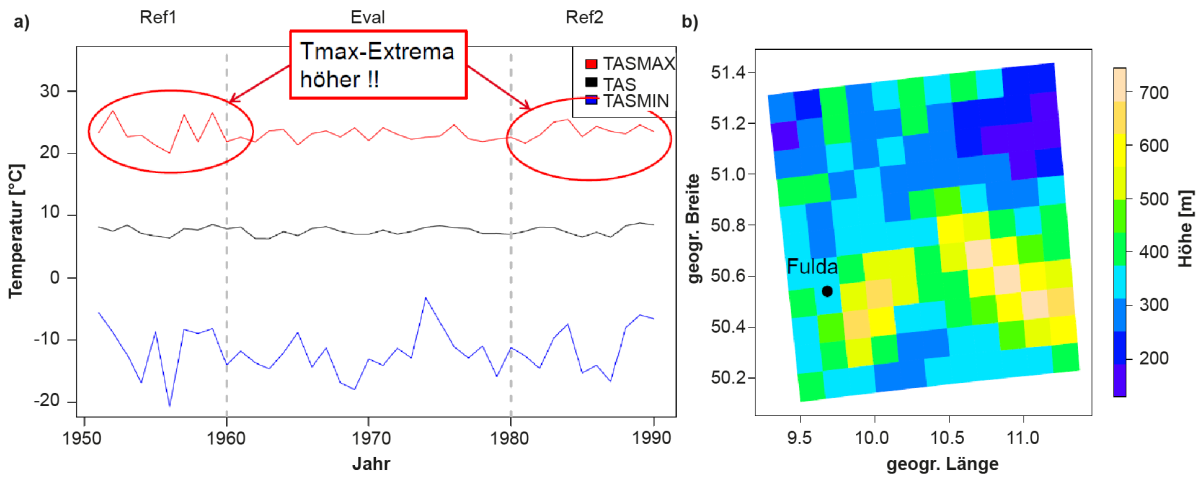 a)
Ref1 Eval Ref2
Tmax-Extrema
höher !!
TASMAX
TAS
TASMIN
Temperatur [°C]
30
20
10
0
-10
-20
1950 1960 1970 1980 1990
Jahr
b)
geogr. Breite
51.4
51.2
51.0
50.8
50.6
50.4
50.2
Fulda
9.5 10.0 10.5 11.0
geogr. Länge
700
600
500
400
300
200
Höhe [m]